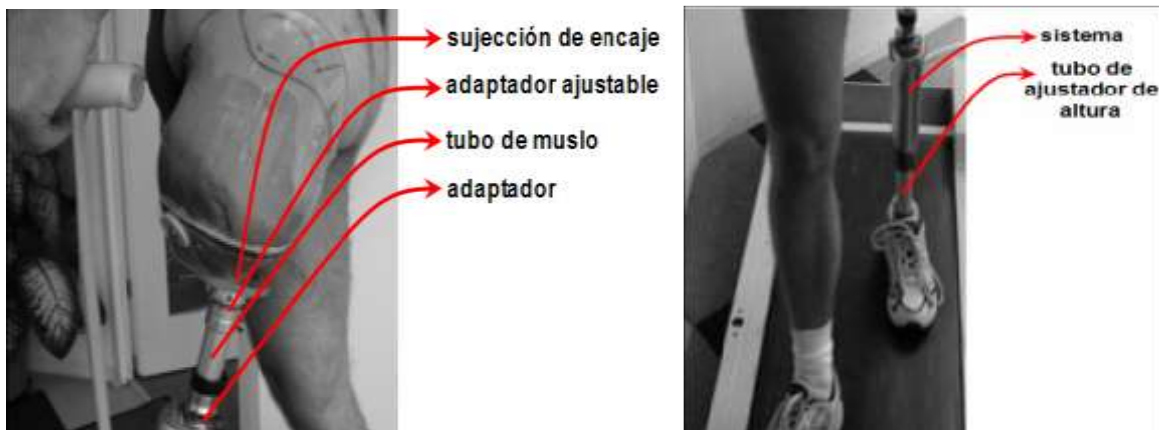 sujección de encaje
adaptador ajustable
tubo de muslo
adaptador
sistema
tubo de
ajustador de
altura